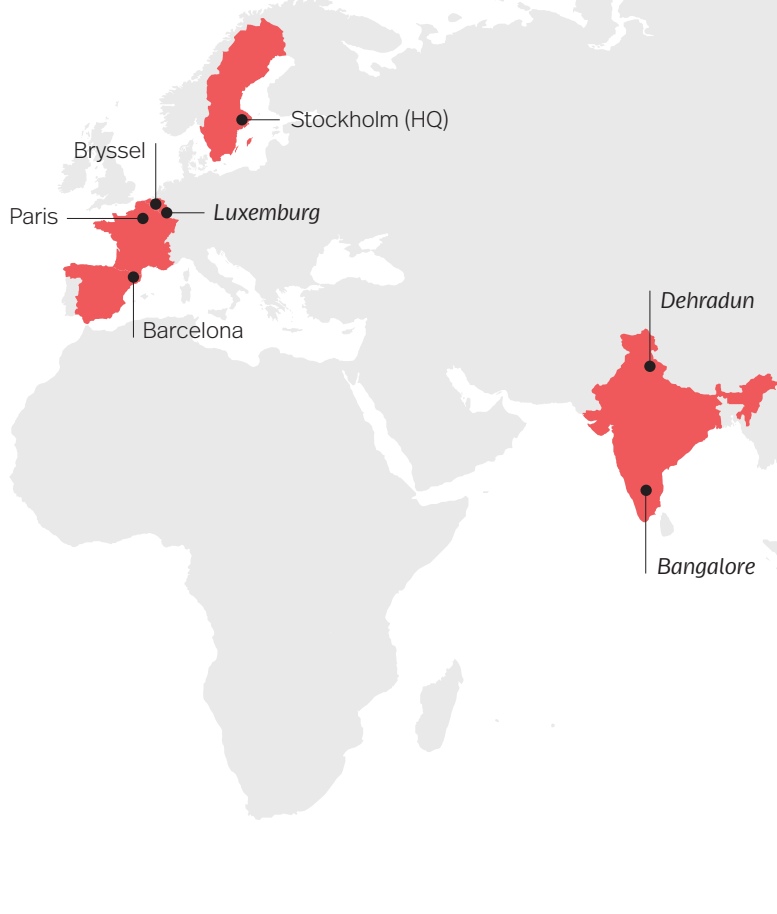 Stockholm (HQ)
Bryssel
Paris
Luxemburg
Barcelona
Dehradun
Bangalore